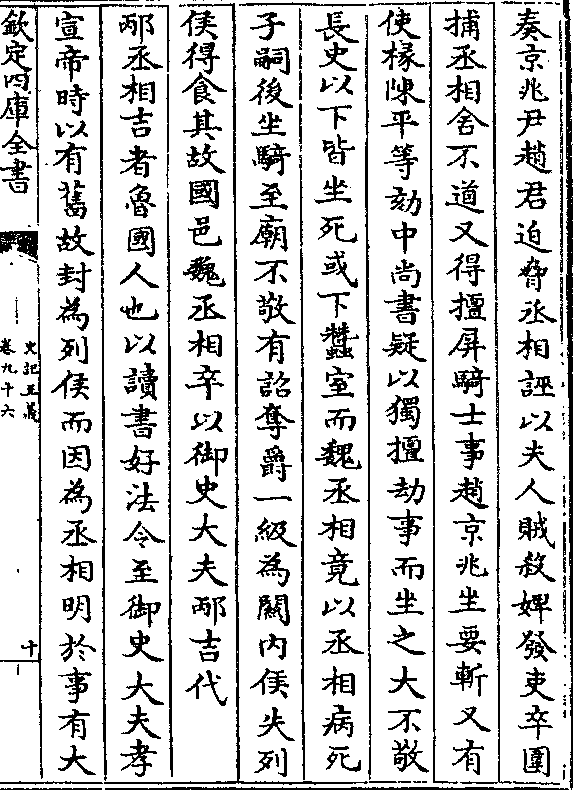 奏京兆尹趙君迫脅丞相誣以夫人賊殺婢發吏卒圍
捕丞相舍不道又得擅屏騎士事趙京兆坐要斬又有
使椽陳平等劾中尚書疑以獨擅劫事而坐之大不敬
長史以下皆坐死或下蠶室而魏丞相竟以丞相病死
子嗣後坐騎至廟不敬有詔奪爵一級為關内侯失列
侯得食其故國邑魏丞相卒以御史大夫邴吉代
邴丞相吉者魯國人也以讀書好法令至御史大夫孝
宣帝時以有舊故封為列侯而因為丞相明於事有大
欽定四庫全書
史記正義
卷九十六
十